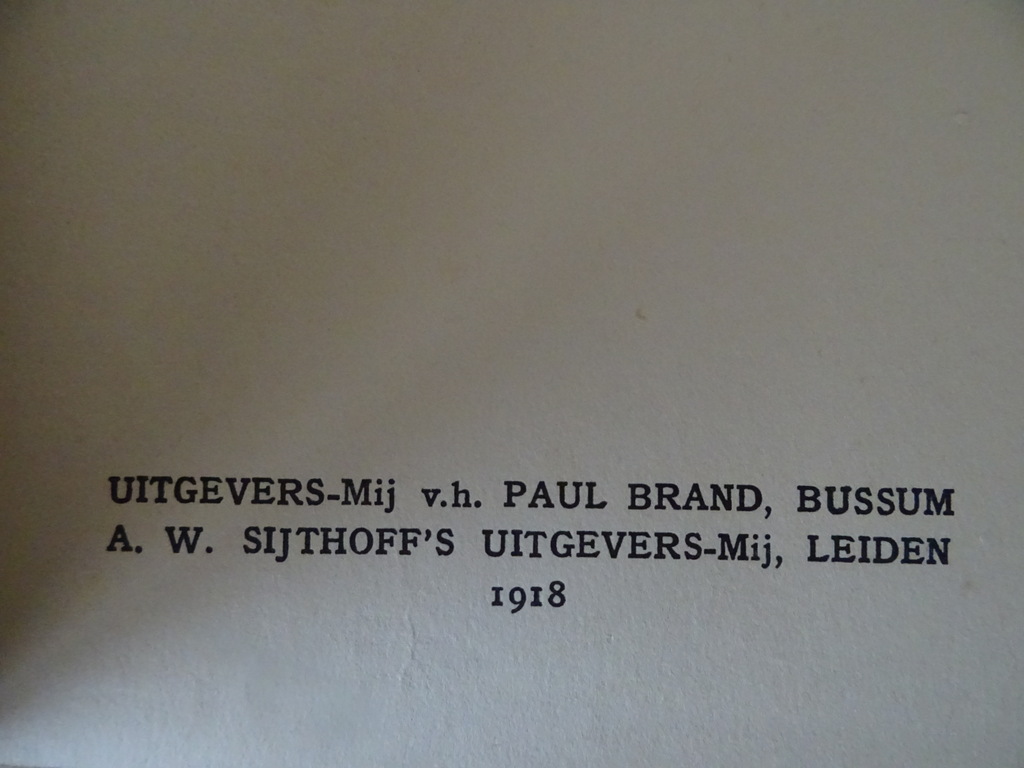 UITGEVERS-Mij v.h. PAUL BRAND, BUSSUM
A. W. SIJTHOFF'S UITGEVERS-Mij, LEIDEN
1918